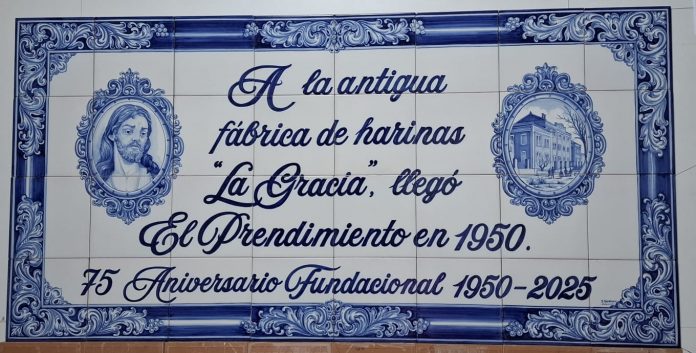 A la antigua
fábrica de harinas
"La Gracia", llegó
El Prendimiento en 1950.
75 Aniversario Fundacional 1950-2025